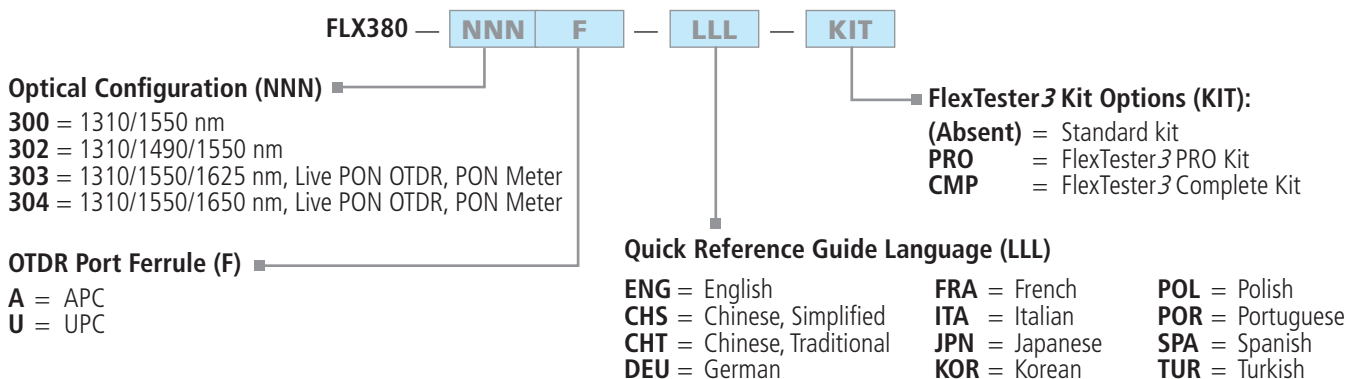 FLX380 — NNN F — LLL — KIT
Optical Configuration (NNN)
300 = 1310/1550 nm
302 = 1310/1490/1550 nm
303 = 1310/1550/1625 nm, Live PON OTDR, PON Meter
304 = 1310/1550/1650 nm, Live PON OTDR, PON Meter
OTDR Port Ferrule (F)
A = APC
U = UPC
FlexTester3 Kit Options (KIT):
(Absent) = Standard kit
PRO = FlexTester3 PRO Kit
CMP = FlexTester3 Complete Kit
Quick Reference Guide Language (LLL)
ENG = English
CHS = Chinese, Simplified
CHT = Chinese, Traditional
DEU = German
FRA = French
ITA = Italian
JPN = Japanese
KOR = Korean
POL = Polish
POR = Portuguese
SPA = Spanish
TUR = Turkish